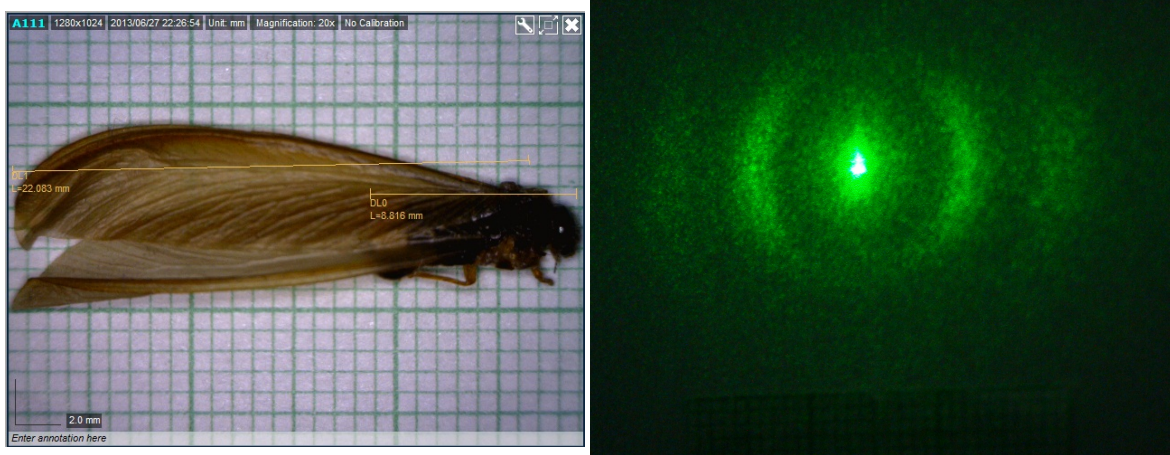 A111 1280x1024 2013/06/27 22:26:54 Unit: mm Magnification: 20x No Calibration
L=22.083 mm
DL0
L=8.816 mm
2.0 mm
Enter annotation here